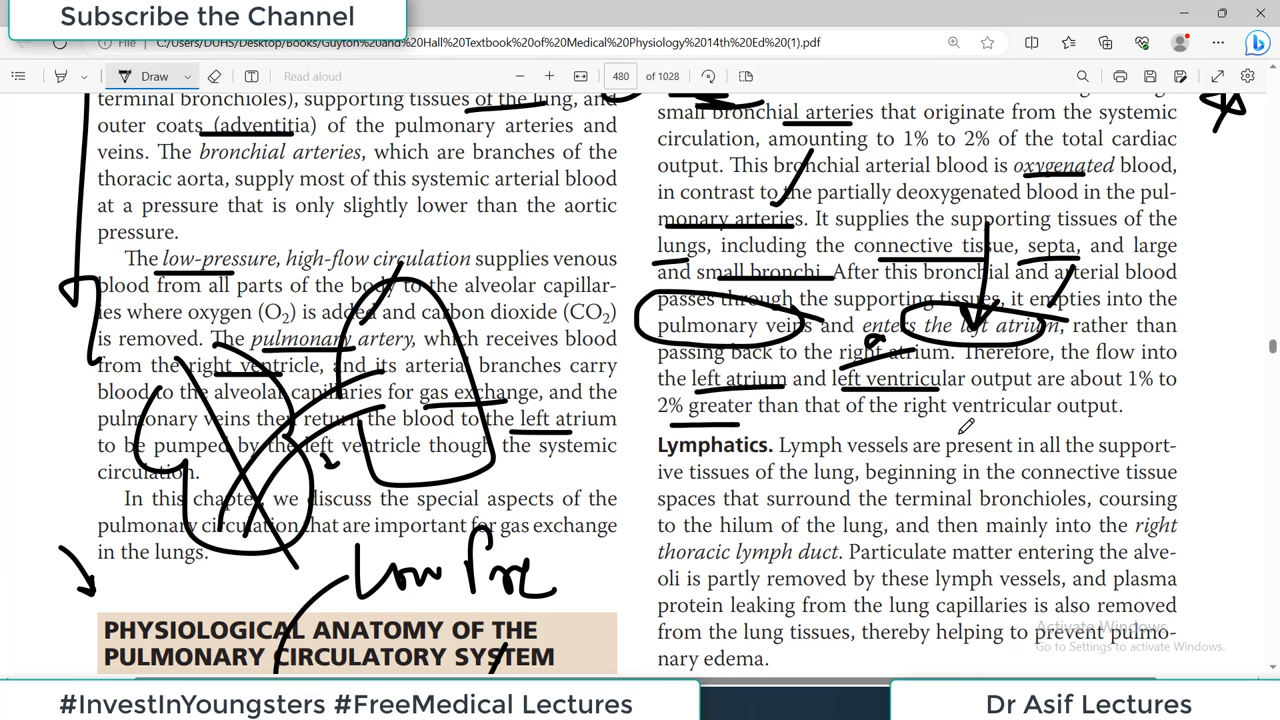 Subscribe the Channel
File C:/Users/DUHS/Desktop/Books/Guyton%20and%20Hall%20Textbook%20of%20Medical%20Physiology%2014th%20Ed%20(1).pdf
Draw Read aloud 480 of 1028
terminal bronchioles), supporting tissues of the lung, and
outer coats (adventitia) of the pulmonary arteries and
veins. The bronchial arteries, which are branches of the
thoracic aorta, supply most of this systemic arterial blood
at a pressure that is only slightly lower than the aortic
pressure.
The low-pressure, high-flow circulation supplies venous
blood from all parts of the body to the alveolar capillar-
ies where oxygen (O2) is added and carbon dioxide (CO2)
is removed. The pulmonary artery, which receives blood
from the right ventricle, and its arterial branches carry
blood to the alveolar capillaries for gas exchange, and the
pulmonary veins then return the blood to the left atrium
to be pumped by the left ventricle though the systemic
circulation.
In this chapter, we discuss the special aspects of the
pulmonary circulation that are important for gas exchange
in the lungs.
Low Pre
PHYSIOLOGICAL ANATOMY OF THE
PULMONARY CIRCULATORY SYSTEM
small bronchial arteries that originate from the systemic
circulation, amounting to 1% to 2% of the total cardiac
output. This bronchial arterial blood is oxygenated blood,
in contrast to the partially deoxygenated blood in the pul-
monary arteries. It supplies the supporting tissues of the
lungs, including the connective tissue, septa, and large
and small bronchi. After this bronchial and arterial blood
passes through the supporting tissues, it empties into the
pulmonary veins and enters the left atrium, rather than
passing back to the right atrium. Therefore, the flow into
the left atrium and left ventricular output are about 1% to
2% greater than that of the right ventricular output.
Lymphatics. Lymph vessels are present in all the support-
ive tissues of the lung, beginning in the connective tissue
spaces that surround the terminal bronchioles, coursing
to the hilum of the lung, and then mainly into the right
thoracic lymph duct. Particulate matter entering the alve-
oli is partly removed by these lymph vessels, and plasma
protein leaking from the lung capillaries is also removed
from the lung tissues, thereby helping to prevent pulmo-
nary edema.
Activate Windows
Go to Settings to activate Windows.
#InvestInYoungsters #FreeMedical Lectures
Dr Asif Lectures